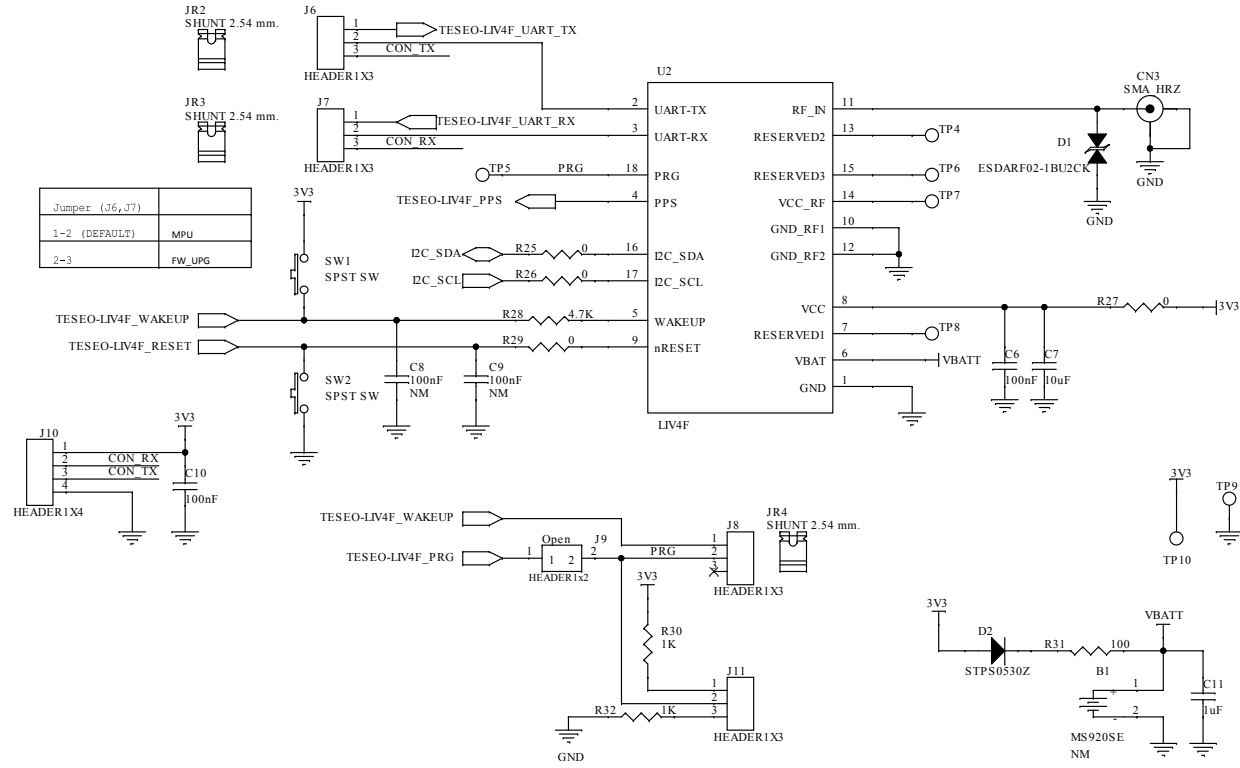 JR2
SHUNT 2.54 mm.
J6
1
2
3
TESEO-LIV4F_UART_TX
CON_TX
HEADER1X3
JR3
SHUNT 2.54 mm.
J7
1
2
3
TESEO-LIV4F_UART_RX
CON_RX
HEADER1X3
U2
2 UART-TX
3 UART-RX
18 PRG
4 PPS
16 I2C_SDA
17 I2C_SCL
5 WAKEUP
9 nRESET
RF_IN 11
RESERVED2 13
RESERVED3 15
VCC_RF 14
GND_RF1 10
GND_RF2 12
VCC 8
RESERVED1 7
VBAT 6
GND 1
LIV4F
TP5
PRG
TESEO-LIV4F_PPS
I2C_SDA
R25 0
I2C_SCL
R26 0
R28 4.7K
R29 0
Jumper (J6,J7)
1-2 (DEFAULT) MPU
2-3 FW_UPG
3V3
SW1
SPST SW
TESEO-LIV4F_WAKEUP
TESEO-LIV4F_RESET
SW2
SPST SW
C8
100nF
NM
C9
100nF
NM
TP4
TP6
TP7
TP8
VBATT
CN3
SMA_HRZ
D1
ESDARF02-1BU2CK
GND
GND
R27 0
3V3
C6
100nF
C7
10uF
J10
1
2
3
4
CON_RX
CON_TX
HEADER1X4
3V3
C10
100nF
TESEO-LIV4F_WAKEUP
TESEO-LIV4F_PRG
Open
J9
1 1 2 2
HEADER1x2
PRG
J8
1
2
3
HEADER1X3
JR4
SHUNT 2.54 mm.
3V3
R30
1K
R32 1K
GND
J11
1
2
3
HEADER1X3
3V3
TP10
TP9
3V3
D2
STPS0530Z
R31 100
VBATT
B1
1
+
-
2
MS920SE
NM
C11
1uF